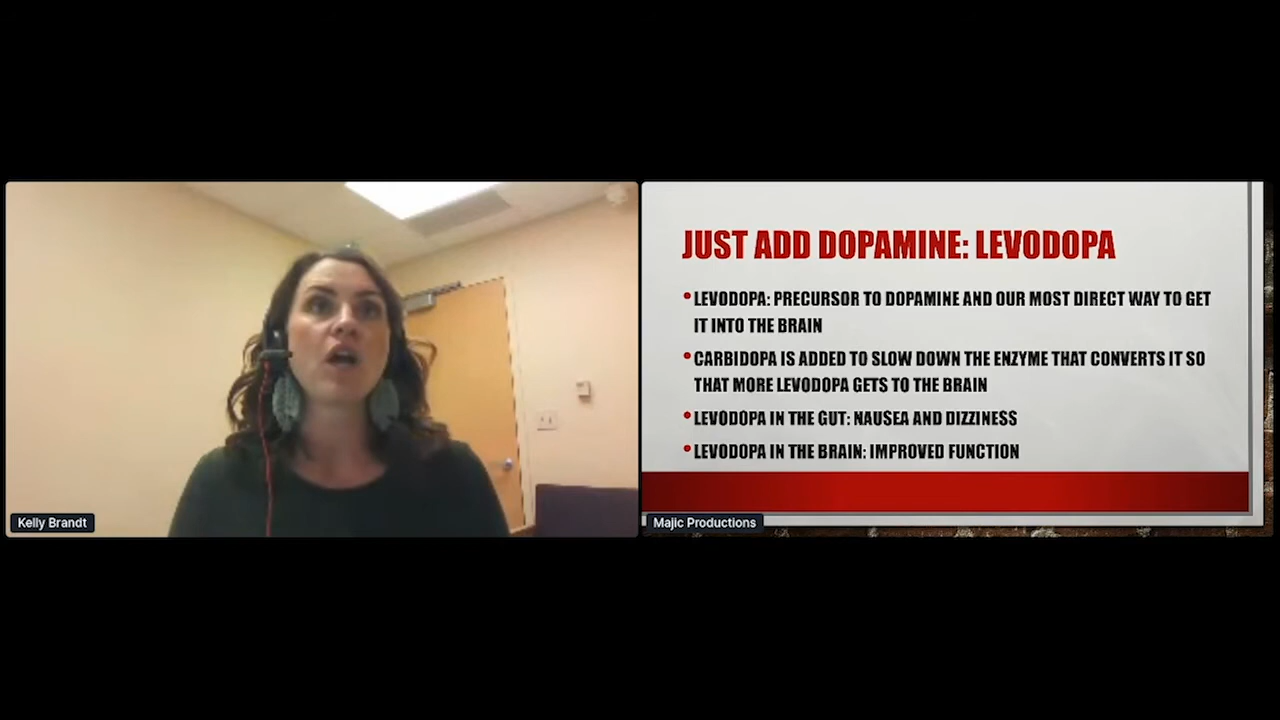 JUST ADD DOPAMINE: LEVODOPA
• LEVODOPA: PRECURSOR TO DOPAMINE AND OUR MOST DIRECT WAY TO GET
IT INTO THE BRAIN
• CARBIDOPA IS ADDED TO SLOW DOWN THE ENZYME THAT CONVERTS IT SO
THAT MORE LEVODOPA GETS TO THE BRAIN
• LEVODOPA IN THE GUT: NAUSEA AND DIZZINESS
• LEVODOPA IN THE BRAIN: IMPROVED FUNCTION
Kelly Brandt
Majic Productions